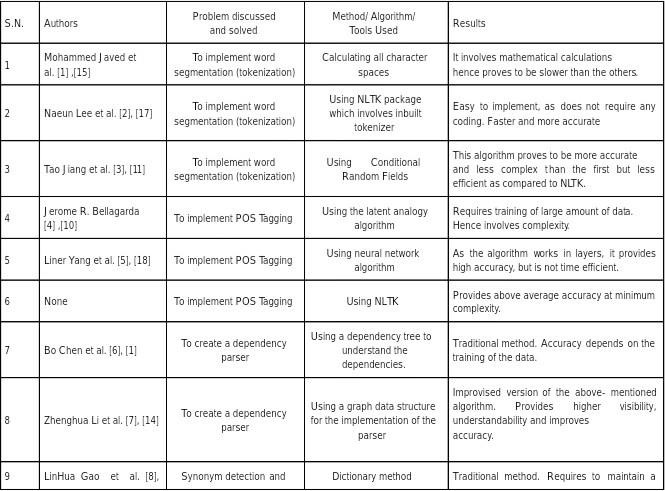 S.N.
Authors
Problem discussed
and solved
Method/ Algorithm/
Tools Used
Results
1
Mohammed Javed et
al. [1] ,[15]
To implement word
segmentation (tokenization)
Calculating all character
spaces
It involves mathematical calculations
hence proves to be slower than the others.
2
Naeun Lee et al. [2], [17]
To implement word
segmentation (tokenization)
Using NLTK package
which involves inbuilt
tokenizer
Easy to implement, as does not require any
coding. Faster and more accurate
3
Tao Jiang et al. [3], [11]
To implement word
segmentation (tokenization)
Using Conditional
Random Fields
This algorithm proves to be more accurate
and less complex than the first but less
efficient as compared to NLTK.
4
Jerome R. Bellagarda
[4] ,[10]
To implement POS Tagging
Using the latent analogy
algorithm
Requires training of large amount of data.
Hence involves complexity.
5
Liner Yang et al. [5], [18]
To implement POS Tagging
Using neural network
algorithm
As the algorithm works in layers, it provides
high accuracy, but is not time efficient.
6
None
To implement POS Tagging
Using NLTK
Provides above average accuracy at minimum
complexity.
7
Bo Chen et al. [6], [1]
To create a dependency
parser
Using a dependency tree to
understand the
dependencies.
Traditional method. Accuracy depends on the
training of the data.
8
Zhenghua Li et al. [7], [14]
To create a dependency
parser
Using a graph data structure
for the implementation of the
parser
Improvised version of the above- mentioned
algorithm. Provides higher visibility,
understandability and improves
accuracy.
9
LinHua Gao et al. [8],
Synonym detection and
Dictionary method
Traditional method. Requires to maintain a